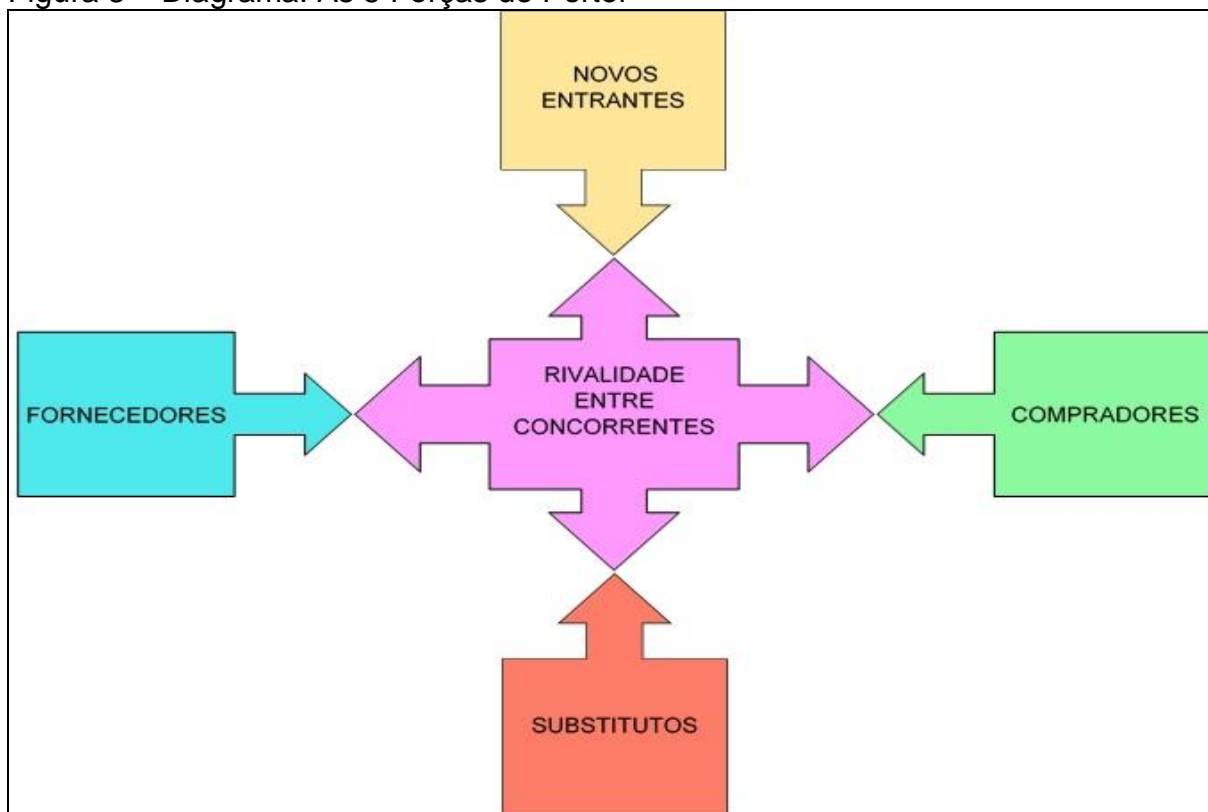 NOVOS
ENTRANTES
FORNECEDORES
RIVALIDADE
ENTRE
CONCORRENTES
COMPRADORES
SUBSTITUTOS